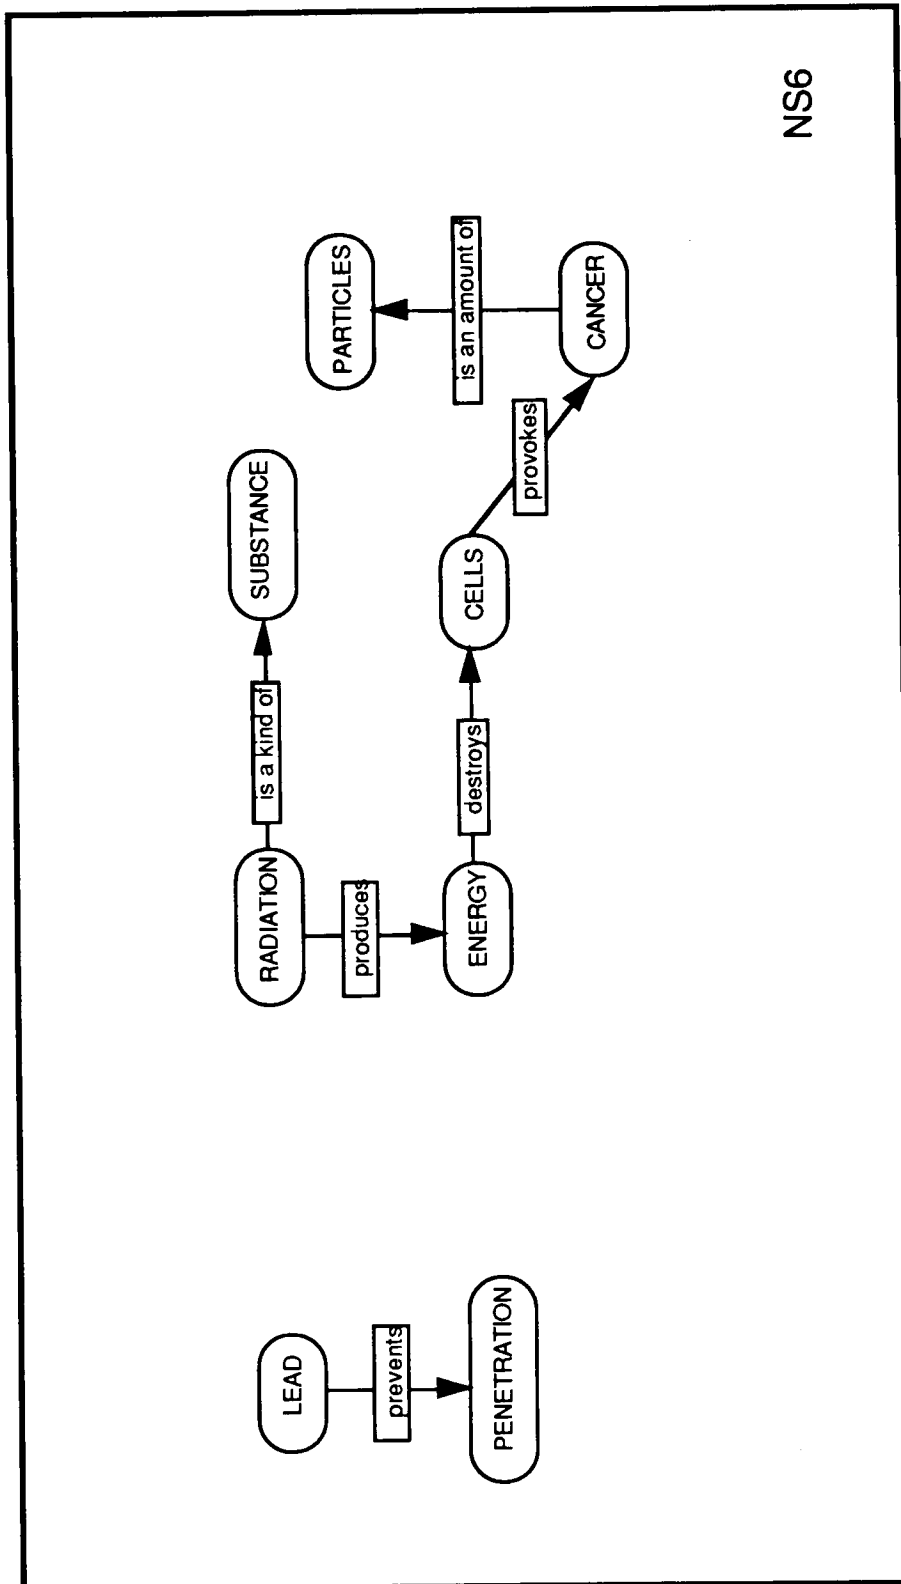 LEAD
prevents
PENETRATION
RADIATION
is a kind of
SUBSTANCE
produces
ENERGY
destroys
CELLS
provokes
CANCER
is an amount of
PARTICLES
NS6